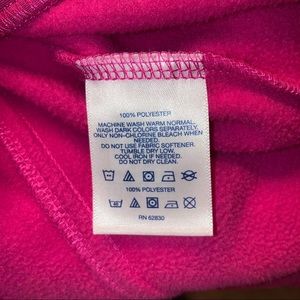 100% POLYESTER
MACHINE WASH WARM NORMAL.
WASH DARK COLORS SEPARATELY.
ONLY NON-CHLORINE BLEACH WHEN
NEEDED.
DO NOT USE FABRIC SOFTENER.
TUMBLE DRY LOW.
COOL IRON IF NEEDED.
DO NOT DRY CLEAN.
100% POLYESTER
RN 62830